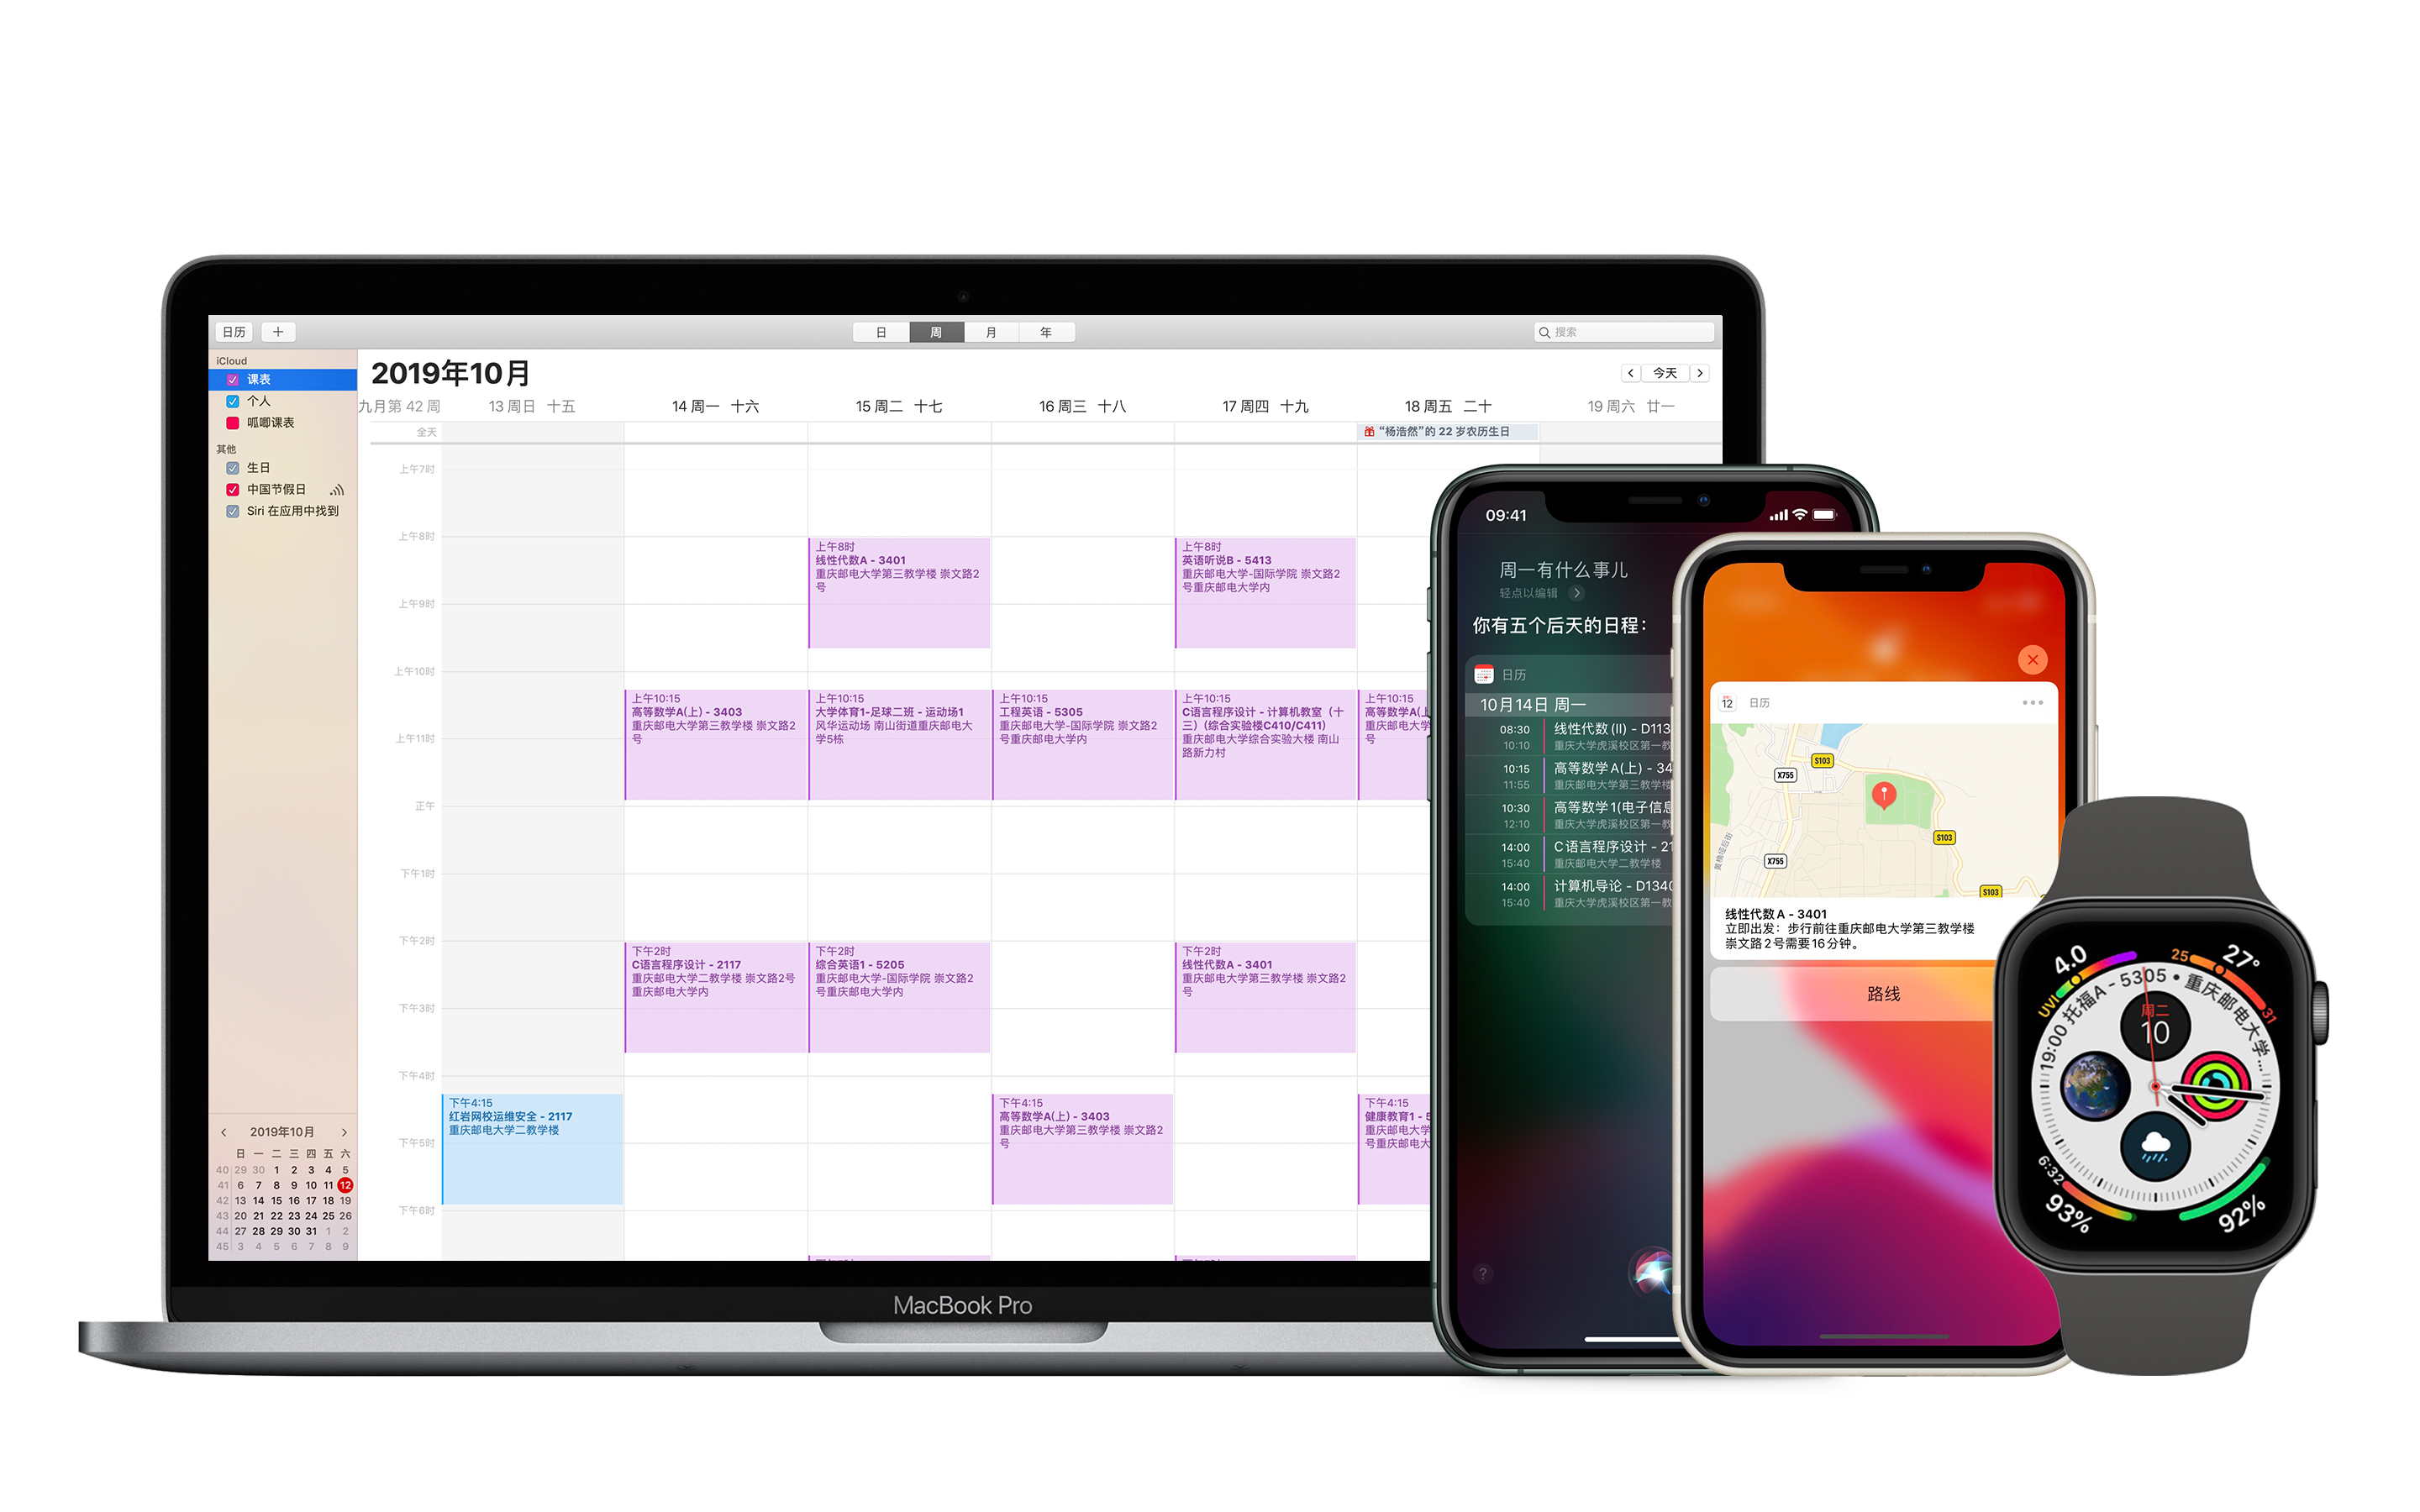 日历
日 周 月 年
搜索
iCloud
课表
个人
呱唧课表
其他
生日
中国节假日
Siri 在应用中找到
2019年10月
今天
九月第 42 周 13 周日 十五 14 周一 十六 15 周二 十七 16 周三 十八 17 周四 十九 18 周五 二十 19 周六 廿一
全天
“杨浩然”的 22 岁农历生日
上午7时
上午8时
上午9时
上午10时
上午11时
正午
下午1时
下午2时
下午3时
下午4时
下午5时
下午6时
下午4:15
红岩网校运维安全 - 2117
重庆邮电大学二教学楼
上午10:15
高等数学A(上) - 3403
重庆邮电大学第三教学楼 崇文路2
号
下午2时
C语言程序设计 - 2117
重庆邮电大学二教学楼 崇文路2号
重庆邮电大学内
上午8时
线性代数A - 3401
重庆邮电大学第三教学楼 崇文路2
号
上午10:15
大学体育1-足球二班 - 运动场1
风华运动场 南山街道重庆邮电大
学5栋
下午2时
综合英语1 - 5205
重庆邮电大学-国际学院 崇文路2
号重庆邮电大学内
上午10:15
工程英语 - 5305
重庆邮电大学-国际学院 崇文路2
号重庆邮电大学内
下午4:15
高等数学A(上) - 3403
重庆邮电大学第三教学楼 崇文路2
号
上午8时
英语听说B - 5413
重庆邮电大学-国际学院 崇文路2
号重庆邮电大学内
上午10:15
C语言程序设计 - 计算机教室（十
三）(综合实验楼C410/C411）
重庆邮电大学综合实验大楼 南山
路新力村
下午2时
线性代数A - 3401
重庆邮电大学第三教学楼 崇文路2
号
上午10:15
高等数学A(上
重庆邮电大学
号
下午4:15
健康教育1 - 5
重庆邮电大学
号重庆邮电大
2019年10月
日 一 二 三 四 五 六
40 29 30 1 2 3 4 5
41 6 7 8 9 10 11 12
42 13 14 15 16 17 18 19
43 20 21 22 23 24 25 26
44 27 28 29 30 31 1 2
45 3 4 5 6 7 8 9
MacBook Pro
09:41
周一有什么事儿
轻点以编辑
你有五个后天的日程：
日历
10月14日 周一
08:30 线性代数 (II) - D113
10:10 重庆大学虎溪校区第一教
10:15 高等数学 A(上) - 34
11:55 重庆邮电大学第三教学楼
10:30 高等数学 1(电子信息
12:10 重庆大学虎溪校区第一教
14:00 C 语言程序设计 - 21
15:40 重庆邮电大学二教学楼
14:00 计算机导论 - D1340
15:40 重庆大学虎溪校区第一教
?
12 日历
S103
X755
S103
X755
S103
黄桷垭后街
线性代数 A - 3401
立即出发：步行前往重庆邮电大学第三教学楼
崇文路 2 号需要 16 分钟。
路线
4.0
UVI
25 27° 31
19:00 托福A - 5305 • 重庆邮电大学...
周二
10
6:32
93%
92%